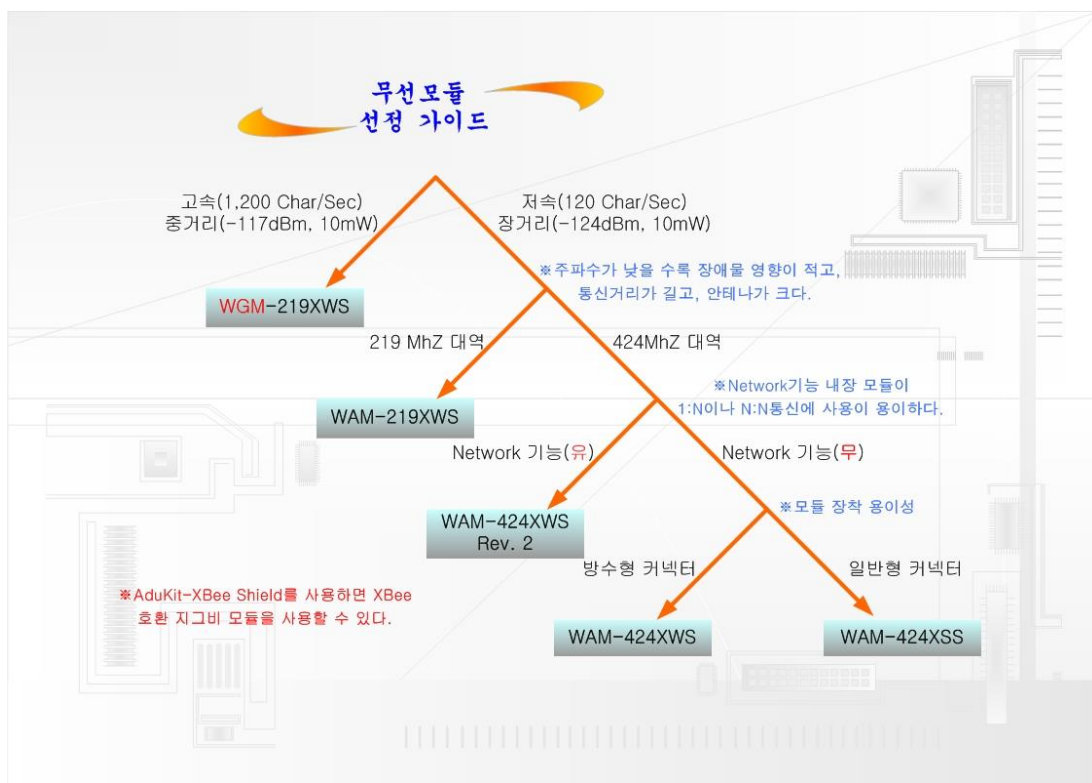 무선모듈
선정 가이드
고속(1,200 Char/Sec)
중거리(-117dBm, 10mW)
저속(120 Char/Sec)
장거리(-124dBm, 10mW)
※주파수가 낮을 수록 장애물 영향이 적고,
통신거리가 길고, 안테나가 크다.
WGM-219XWS
219 MhZ 대역
424MhZ 대역
※Network기능 내장 모듈이
1:N이나 N:N통신에 사용이 용이하다.
WAM-219XWS
Network 기능(유)
Network 기능(무)
WAM-424XWS
Rev. 2
※모듈 장착 용이성
방수형 커넥터
일반형 커넥터
※AduKit-XBee Shield를 사용하면 XBee
호환 지그비 모듈을 사용할 수 있다.
WAM-424XWS
WAM-424XSS